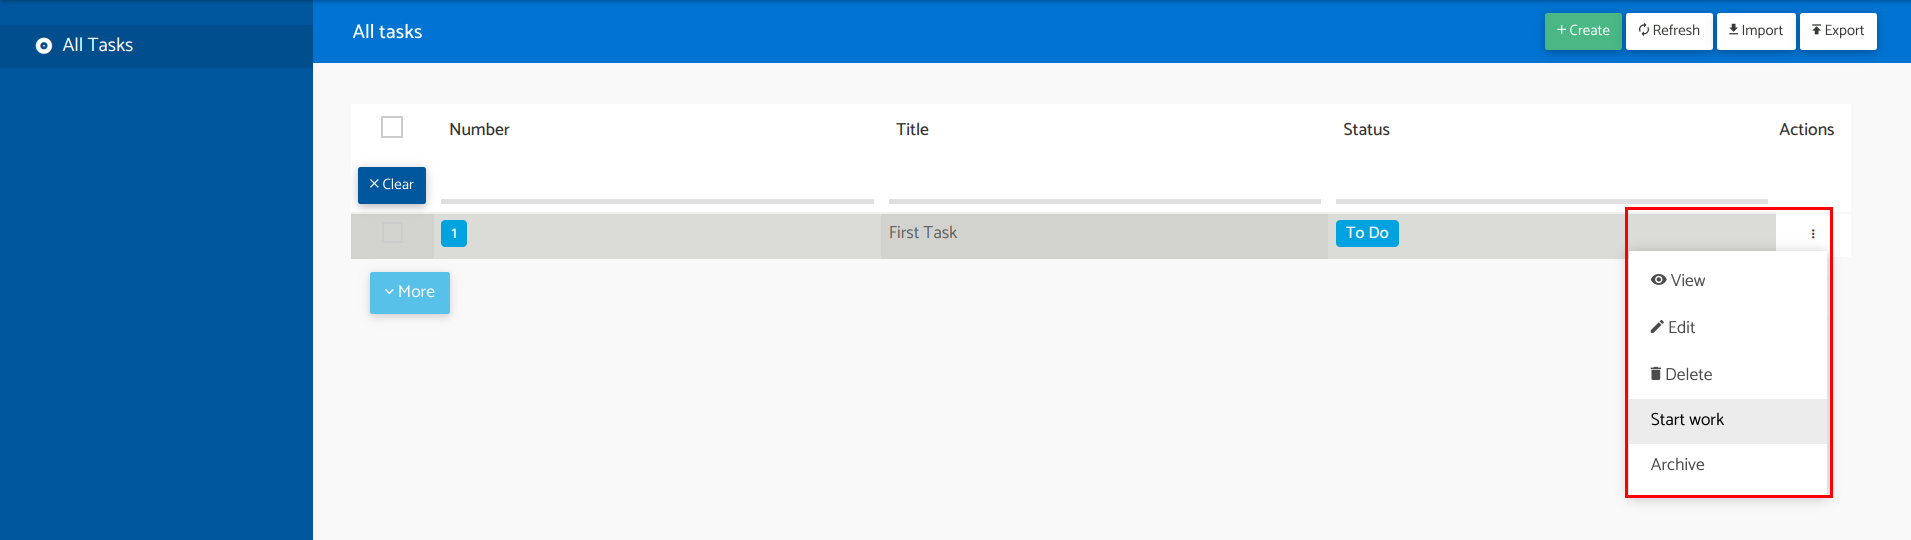 All Tasks
All tasks
Create
Refresh
Import
Export
Number
Title
Status
Actions
Clear
1
First Task
To Do
More
View
Edit
Delete
Start work
Archive